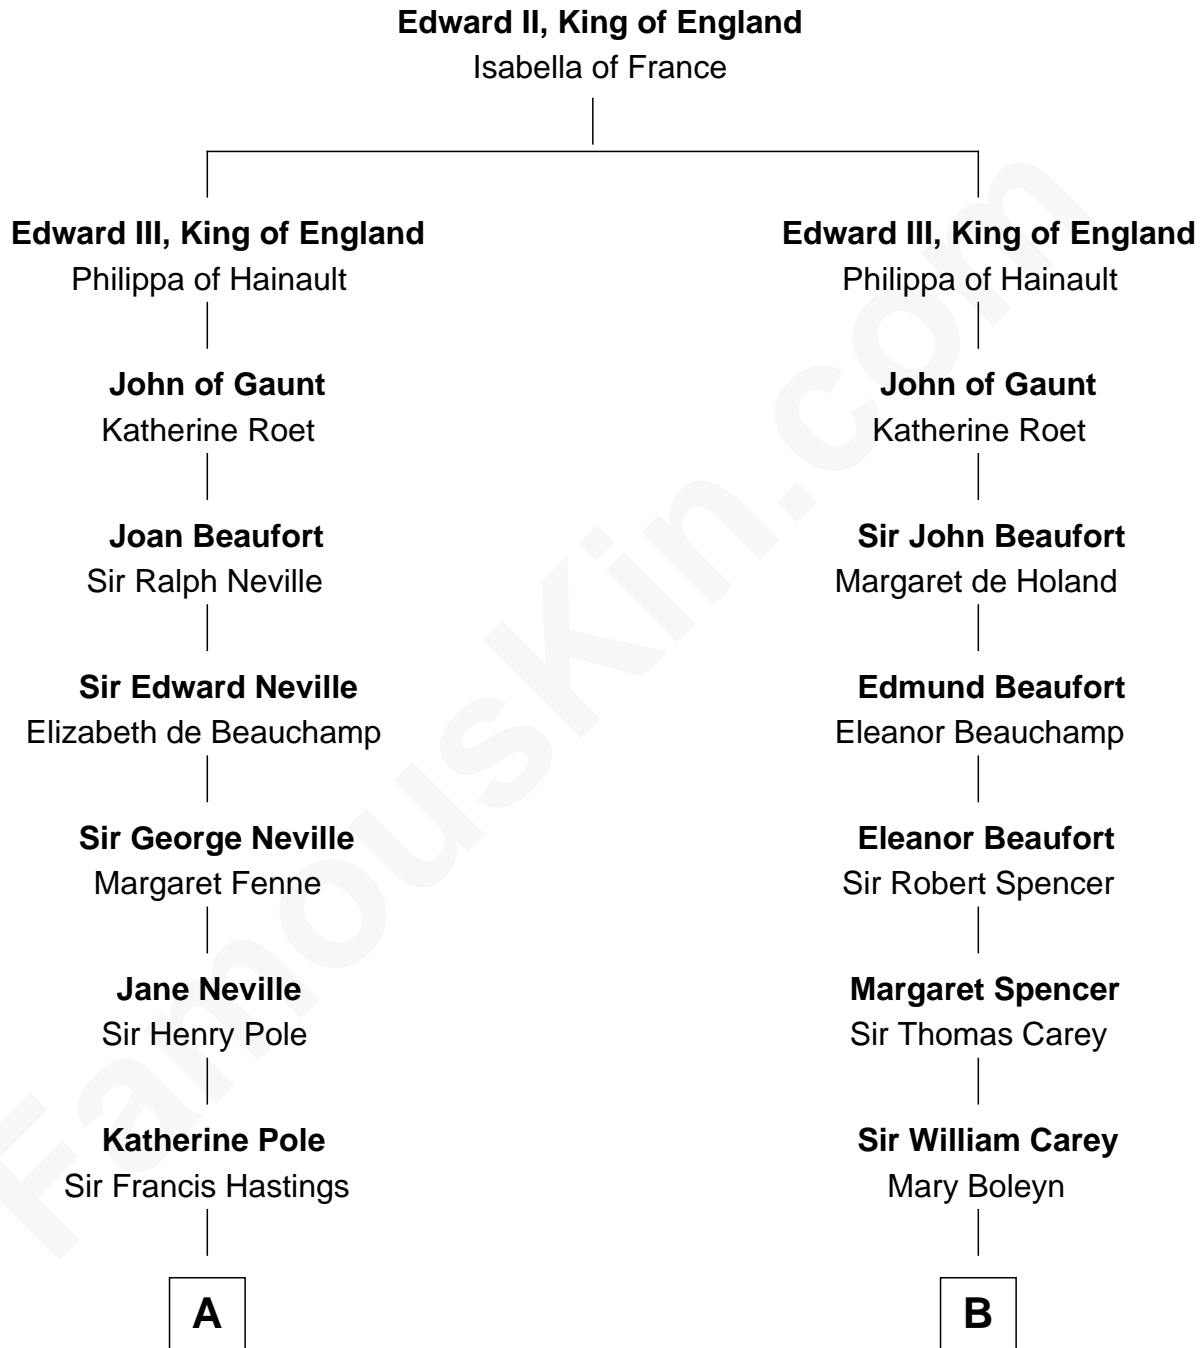 Edward II, King of England
Isabella of France
Edward III, King of England
Philippa of Hainault
John of Gaunt
Katherine Roet
Joan Beaufort
Sir Ralph Neville
Sir Edward Neville
Elizabeth de Beauchamp
Sir George Neville
Margaret Fenne
Jane Neville
Sir Henry Pole
Katherine Pole
Sir Francis Hastings
A
Edward III, King of England
Philippa of Hainault
John of Gaunt
Katherine Roet
Sir John Beaufort
Margaret de Holand
Edmund Beaufort
Eleanor Beauchamp
Eleanor Beaufort
Sir Robert Spencer
Margaret Spencer
Sir Thomas Carey
Sir William Carey
Mary Boleyn
B
FamousKin.com